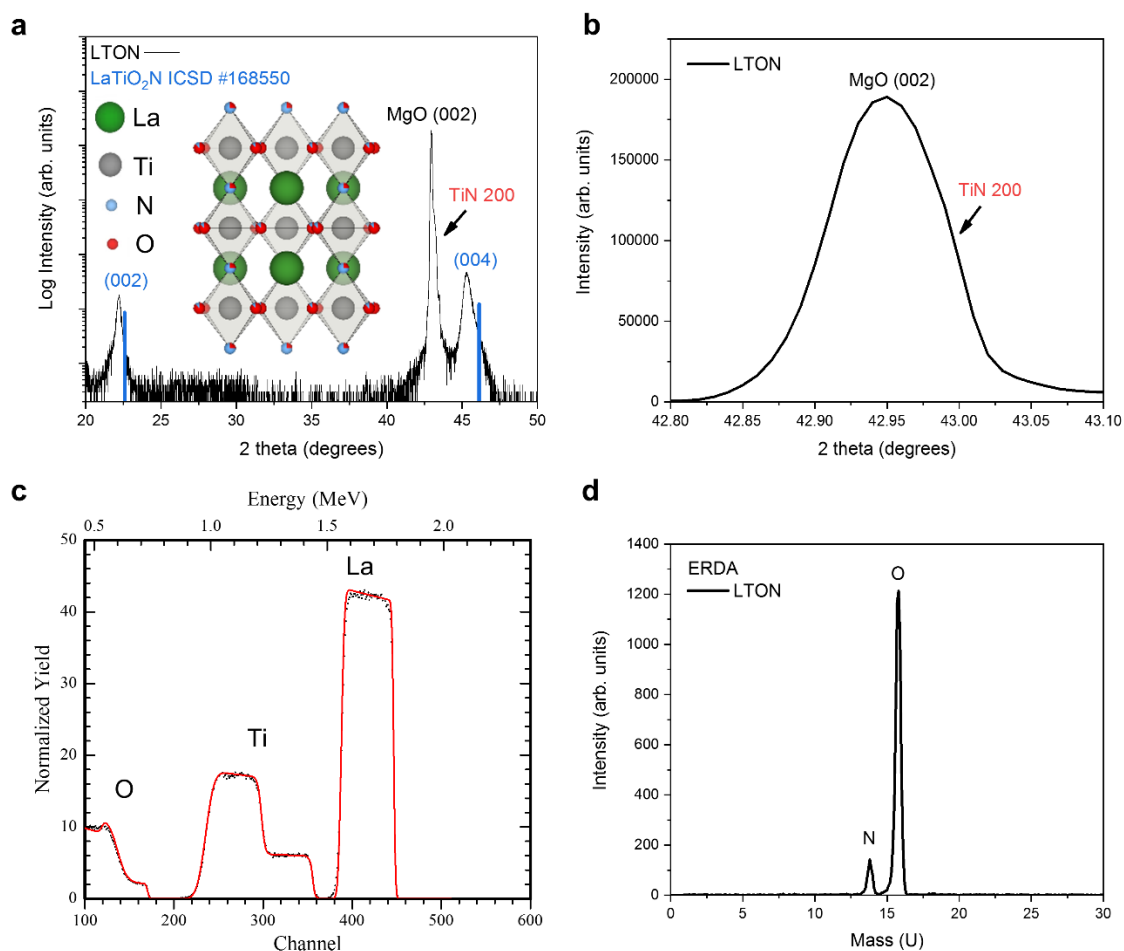 a
LTON
LaTiO2N ICSD #168550
La
Ti
N
O
MgO (002)
TiN 200
(002)
(004)
Log Intensity (arb. units)
20 25 30 35 40 45 50
2 theta (degrees)
b
LTON
MgO (002)
TiN 200
Intensity (arb. units)
200000
150000
100000
50000
0
42.80 42.85 42.90 42.95 43.00 43.05 43.10
2 theta (degrees)
c
Energy (MeV)
0.5 1.0 1.5 2.0
50
40
30
20
10
0
Normalized Yield
O
Ti
La
100 200 300 400 500 600
Channel
d
ERDA
LTON
O
N
Intensity (arb. units)
1400
1200
1000
800
600
400
200
0
0 5 10 15 20 25 30
Mass (U)